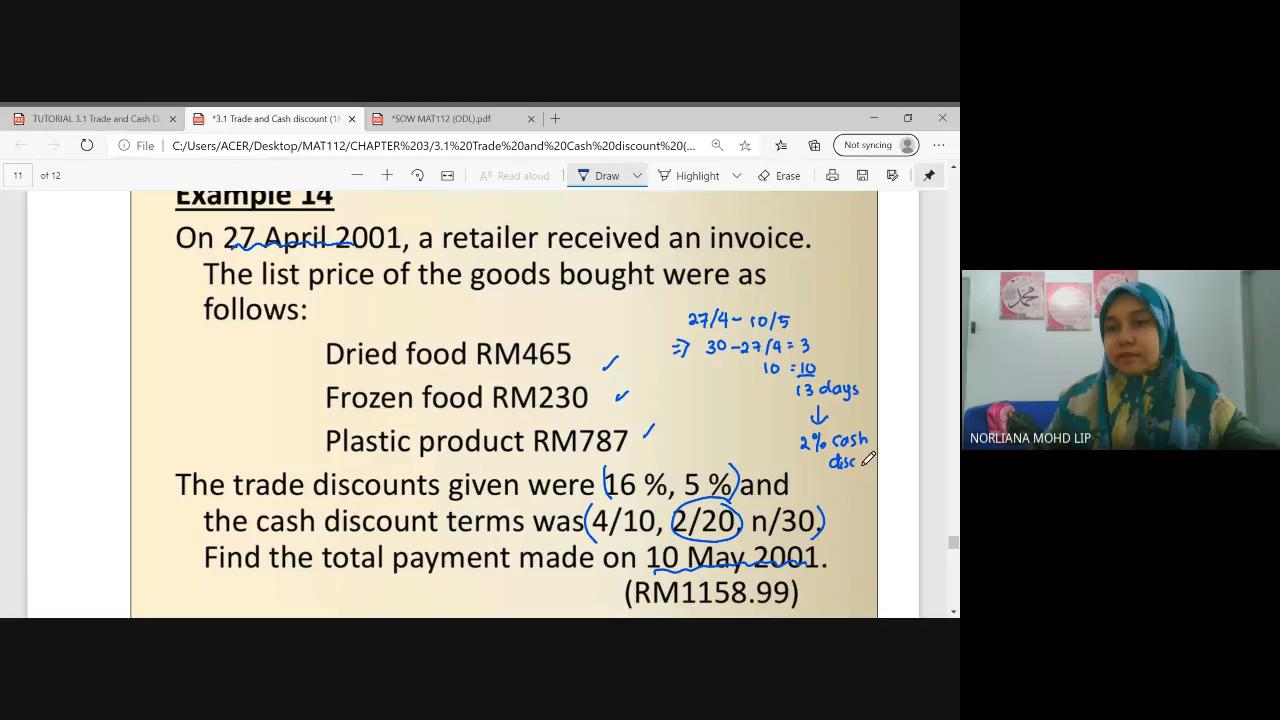 TUTORIAL 3.1 Trade and Cash D
*3.1 Trade and Cash discount (1
*SOW MAT112 (ODL).pdf
File
C:/Users/ACER/Desktop/MAT112/CHAPTER%203/3.1%20Trade%20and%20Cash%20discount%20(...
Not syncing
11 of 12
Read aloud
Draw
Highlight
Erase
Example 14
On 27 April 2001, a retailer received an invoice.
The list price of the goods bought were as
follows:
27/4 - 10/5
⇒ 30 - 27/4 = 3
10 = 10
13 days
↓
2% cash
disc
Dried food RM465
Frozen food RM230
Plastic product RM787
The trade discounts given were (16 %, 5 %) and
the cash discount terms was (4/10, 2/20, n/30.)
Find the total payment made on 10 May 2001.
(RM1158.99)
NORLIANA MOHD LIP